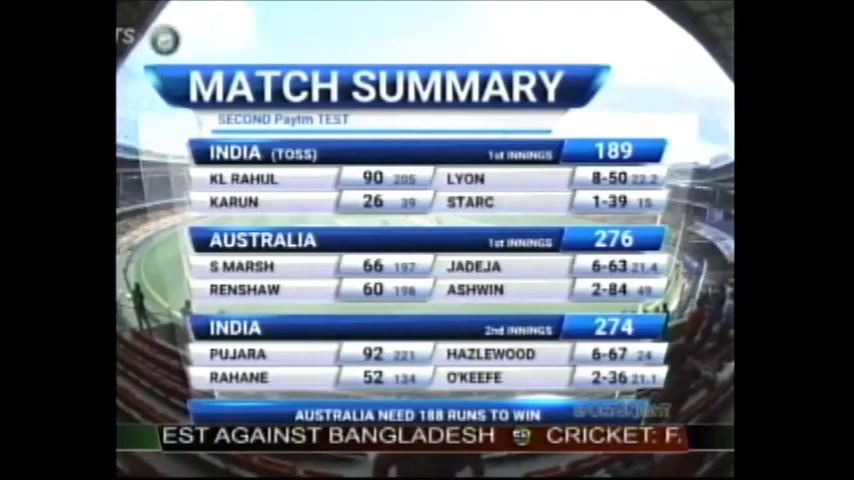 TS
MATCH SUMMARY
SECOND Paytm TEST
INDIA (TOSS) 1st INNINGS 189
KL RAHUL 90 205 LYON 8-50 22.2
KARUN 26 39 STARC 1-39 15
AUSTRALIA 1st INNINGS 276
S MARSH 66 197 JADEJA 6-63 21.4
RENSHAW 60 196 ASHWIN 2-84 49
INDIA 2nd INNINGS 274
PUJARA 92 221 HAZLEWOOD 6-67 24
RAHANE 52 134 O'KEEFE 2-36 21.1
AUSTRALIA NEED 188 RUNS TO WIN
SPORTSNIGHT
EST AGAINST BANGLADESH CRICKET: FA